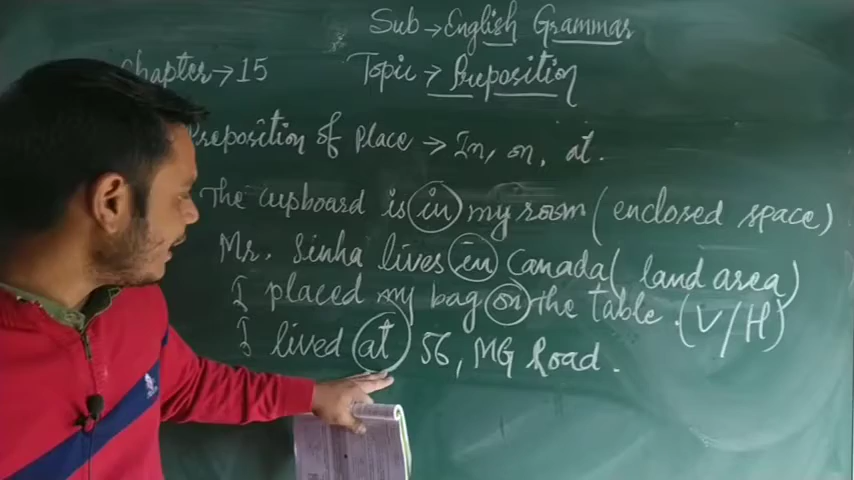 Sub → English Grammar
Chapter → 15 Topic → Preposition
Preposition of Place → In, on, at.
The cupboard is in my room (enclosed space)
Mr. Sinha lives in Canada (land area)
I placed my bag on the table. (V/H)
I lived at 56, MG Road.